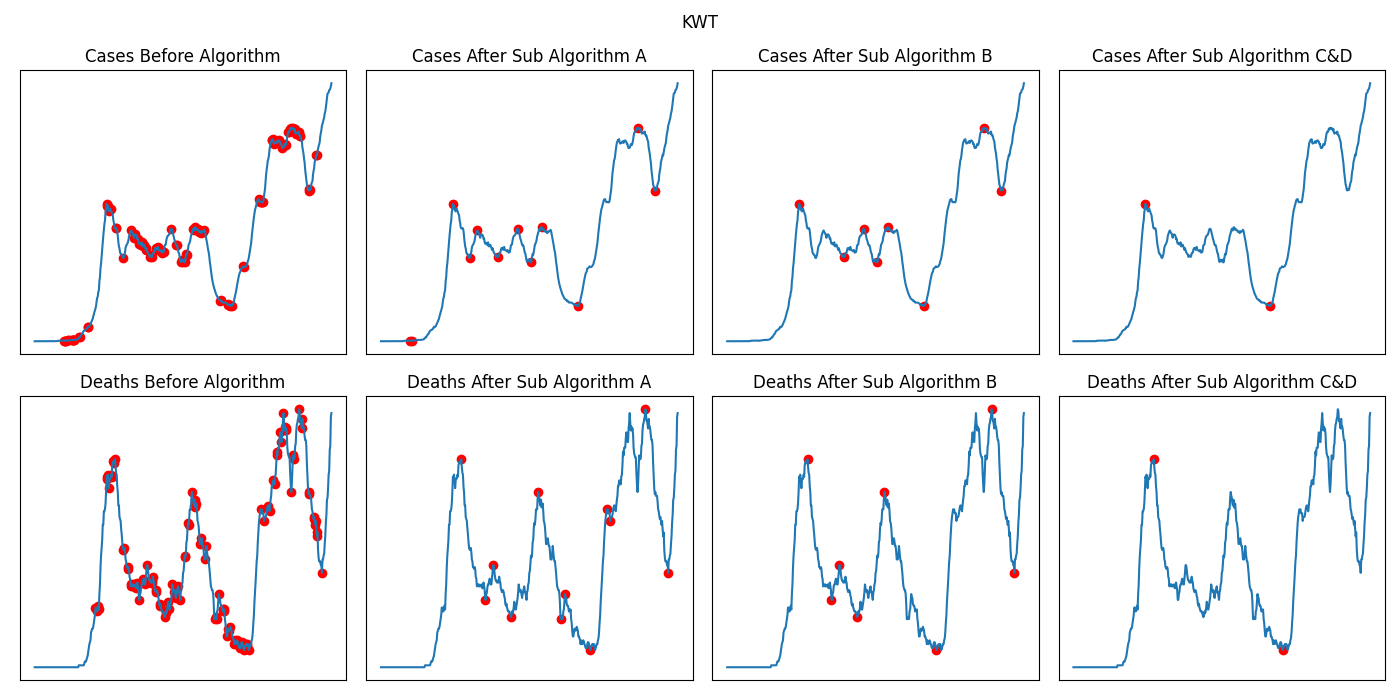 KWT
Cases Before Algorithm
Cases After Sub Algorithm A
Cases After Sub Algorithm B
Cases After Sub Algorithm C&D
Deaths Before Algorithm
Deaths After Sub Algorithm A
Deaths After Sub Algorithm B
Deaths After Sub Algorithm C&D